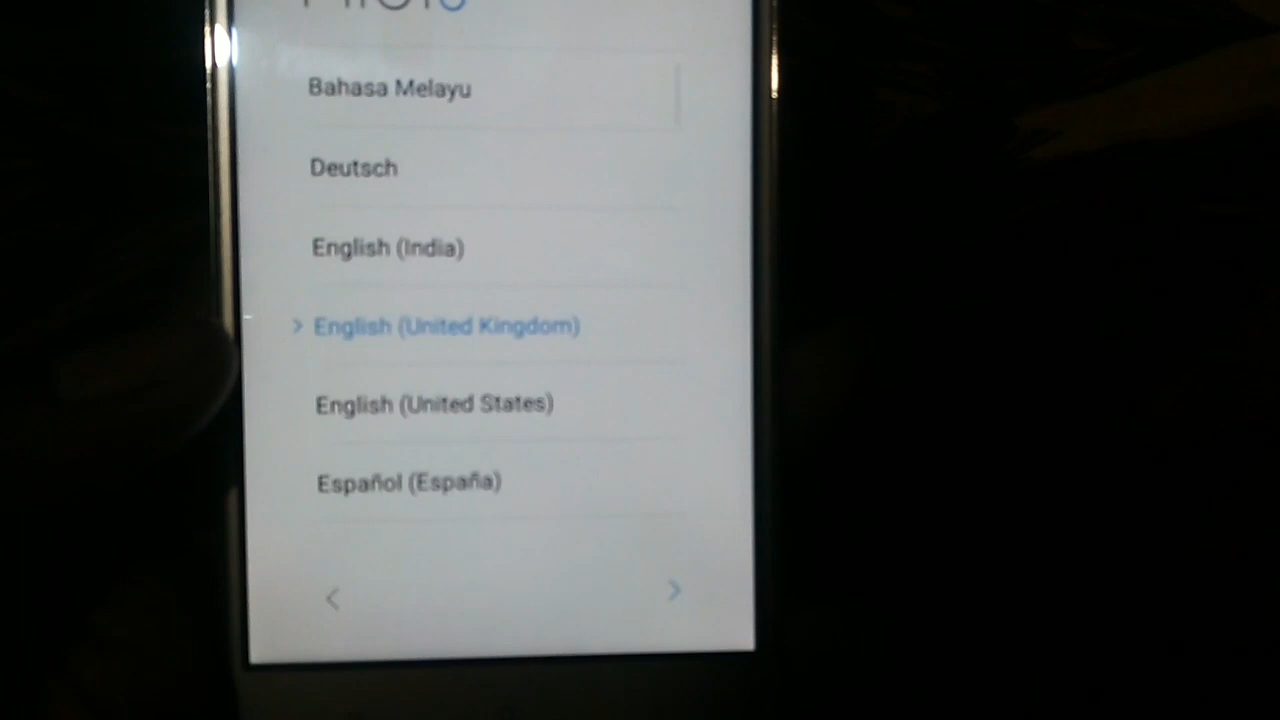 Bahasa Melayu
Deutsch
English (India)
English (United Kingdom)
English (United States)
Español (España)